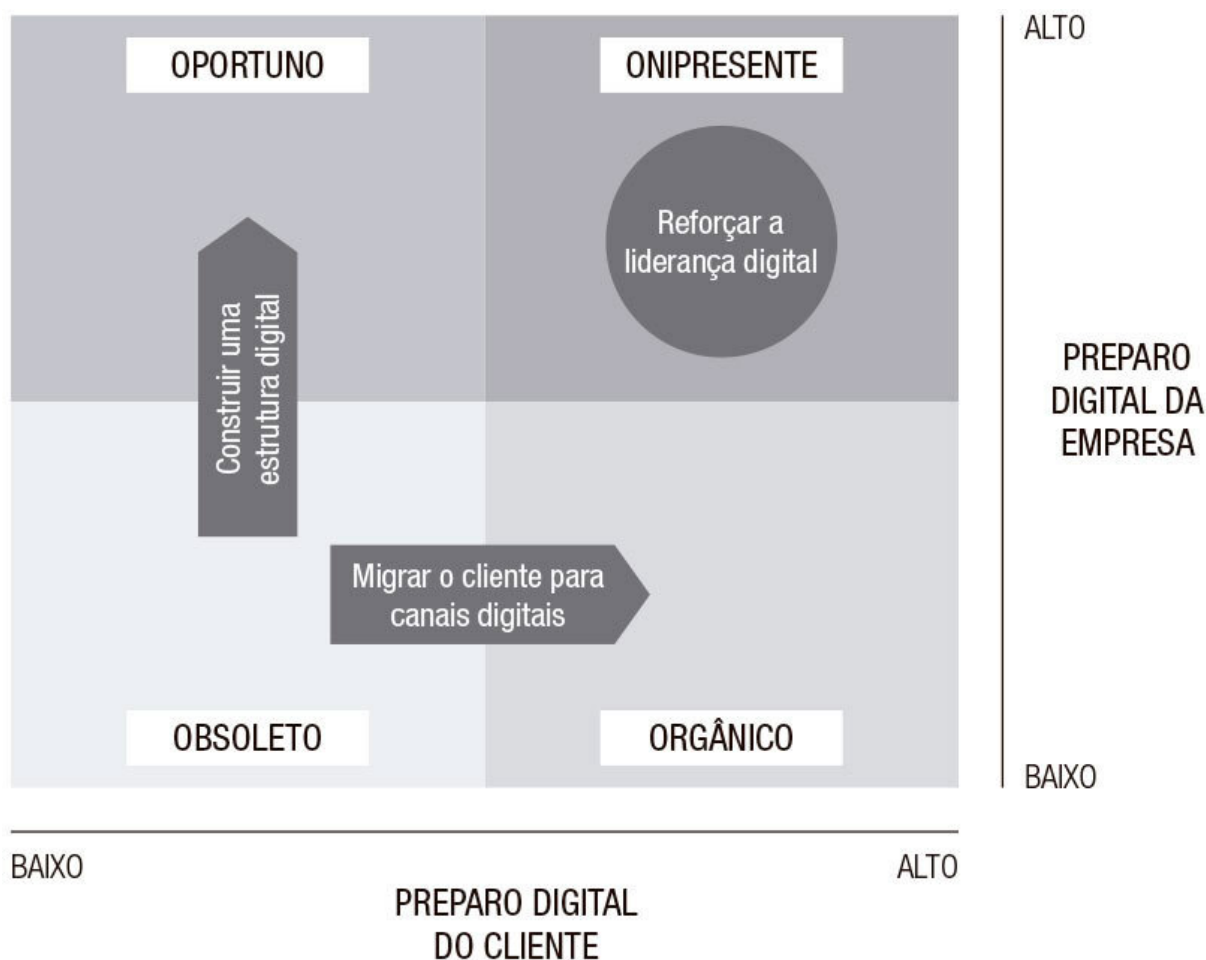 OPORTUNO
ONIPRESENTE
ALTO
Reforçar a
liderança digital
Construir uma
estrutura digital
PREPARO
DIGITAL DA
EMPRESA
Migrar o cliente para
canais digitais
OBSOLETO
ORGÂNICO
BAIXO
BAIXO
ALTO
PREPARO DIGITAL
DO CLIENTE